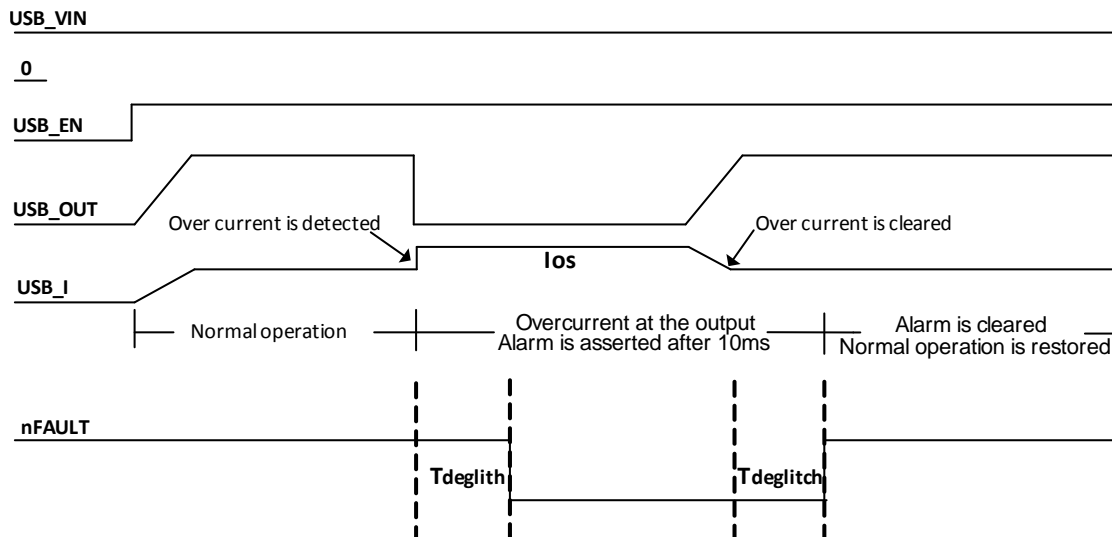 USB_VIN
0
USB_EN
USB_OUT
Over current is detected
Over current is cleared
Ios
USB_I
Normal operation
Overcurrent at the output
Alarm is asserted after 10ms
Alarm is cleared
Normal operation is restored
nFAULT
Tdeglith
Tdeglitch